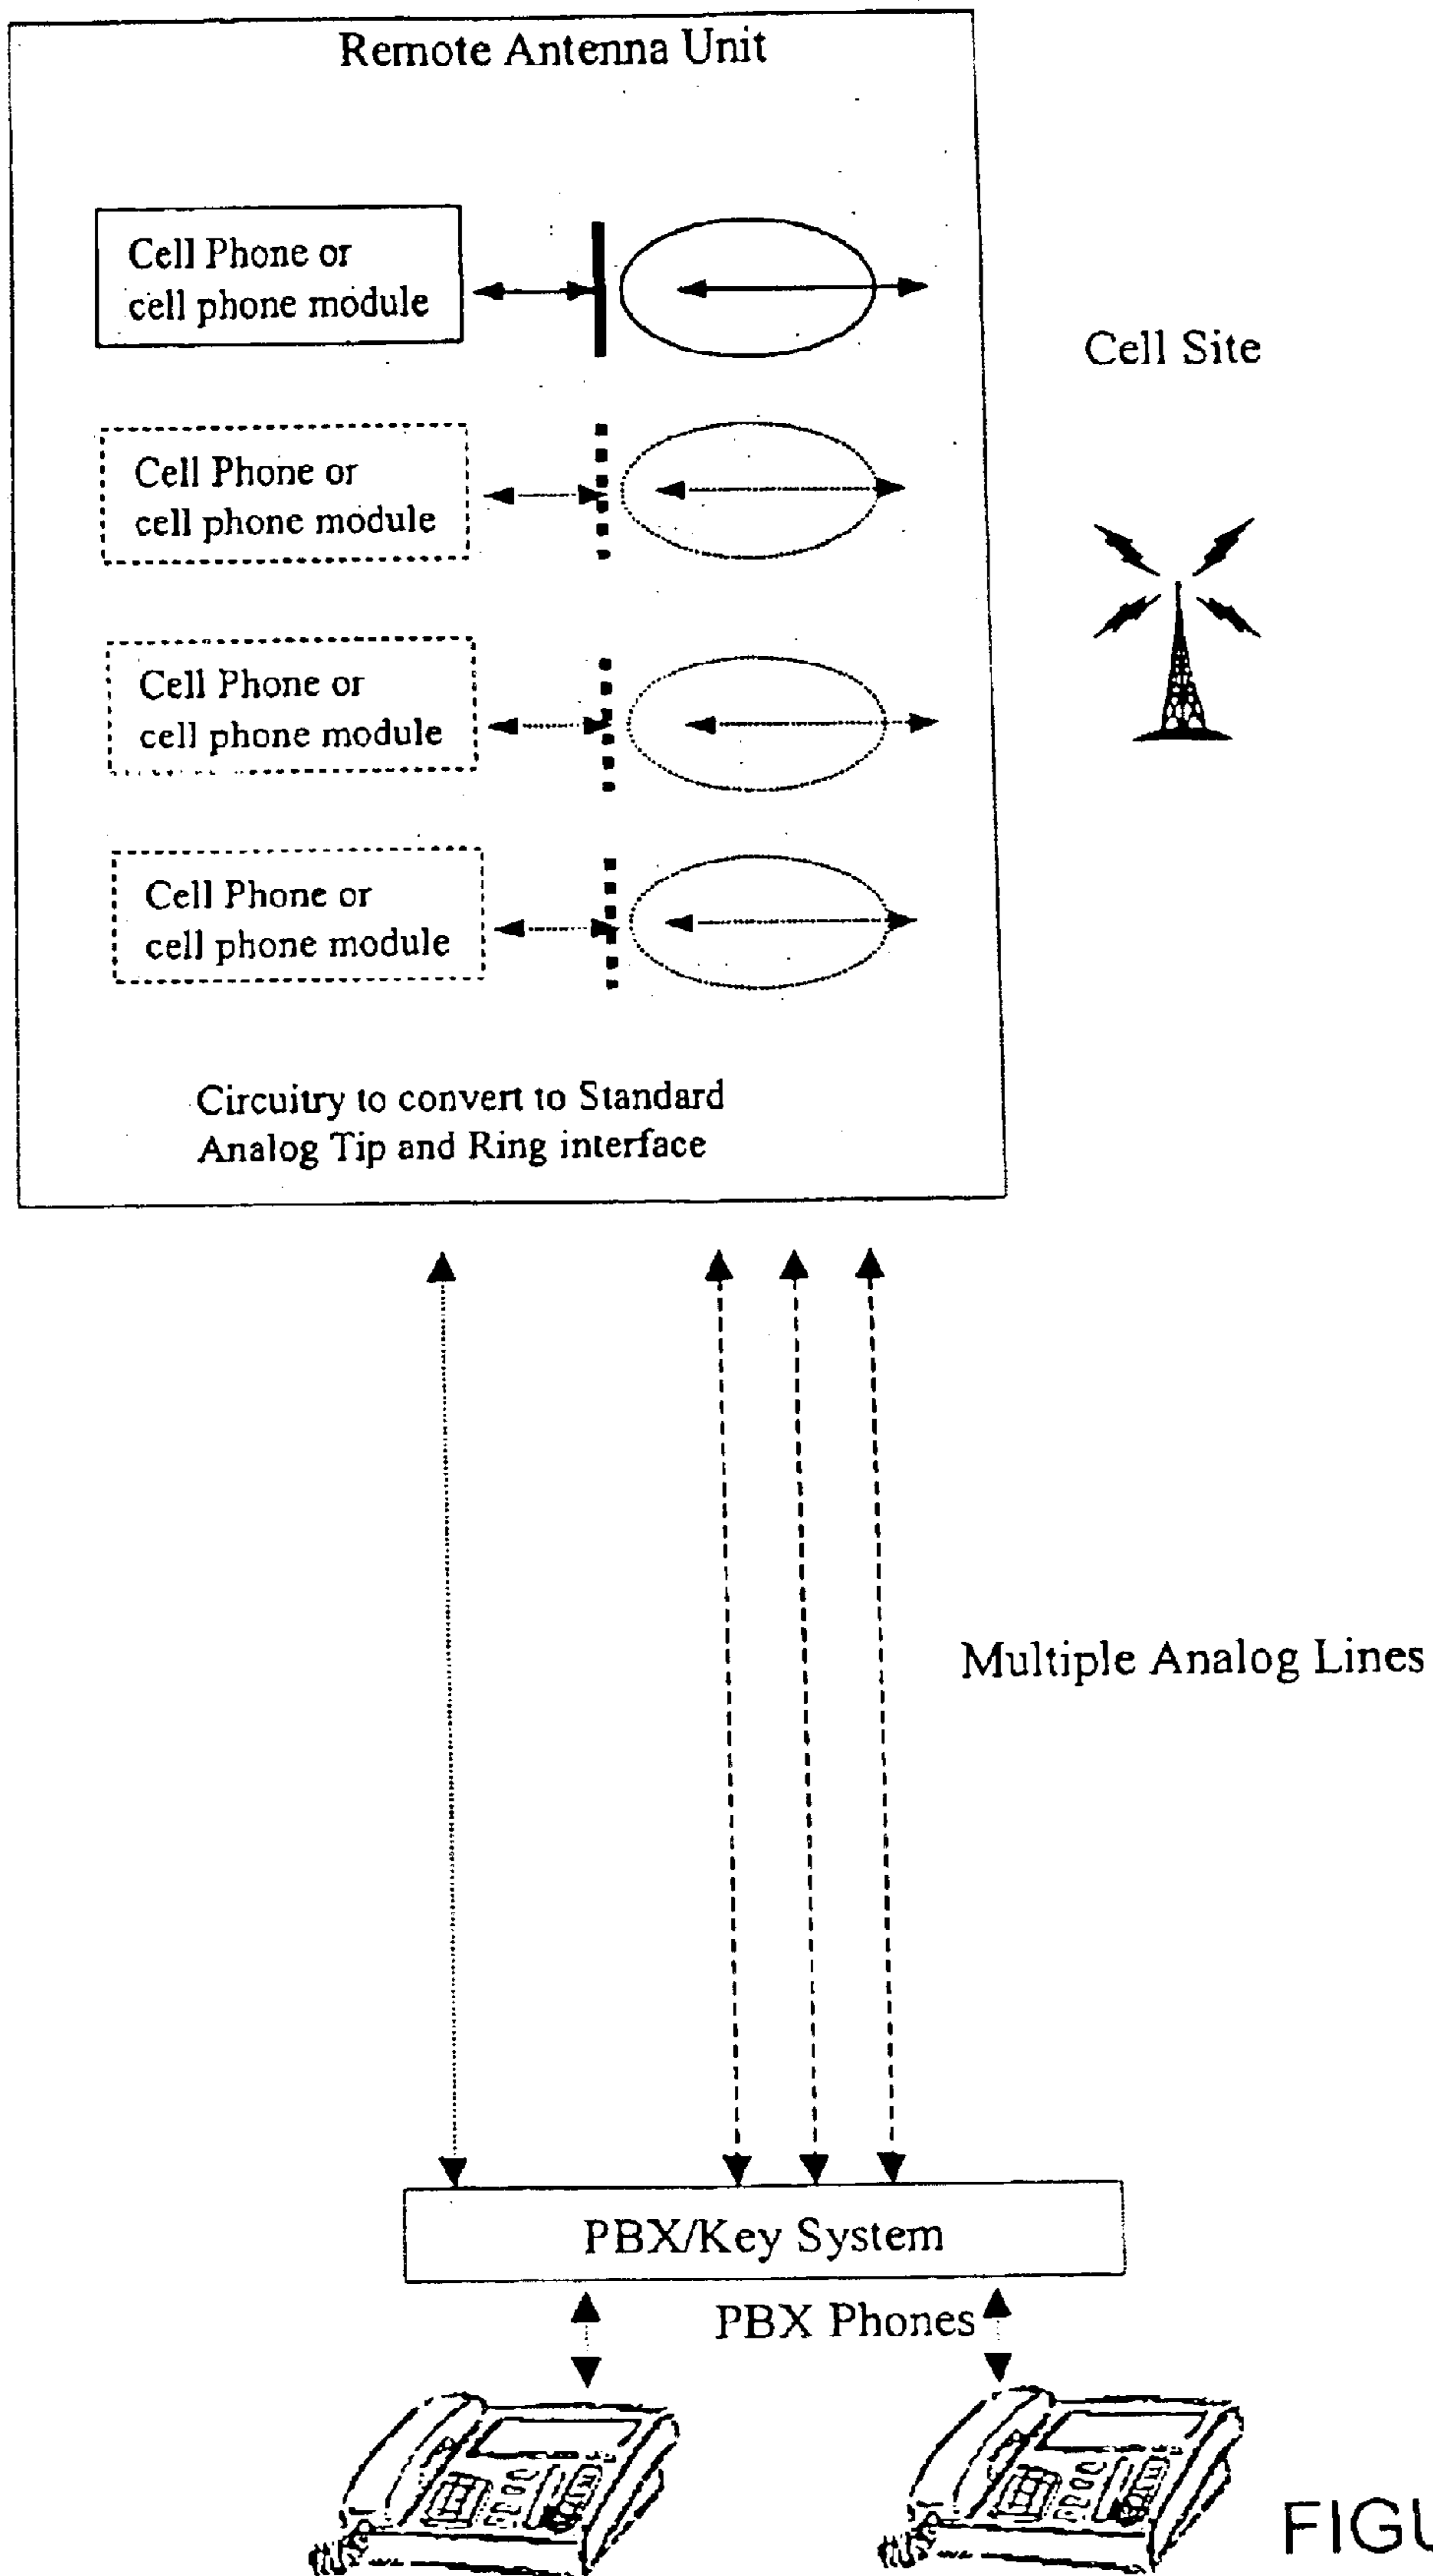 Remote Antenna Unit
Cell Phone or
cell phone module
Cell Site
Cell Phone or
cell phone module
Cell Phone or
cell phone module
Cell Phone or
cell phone module
Circuitry to convert to Standard
Analog Tip and Ring interface
Multiple Analog Lines
PBX/Key System
PBX Phones